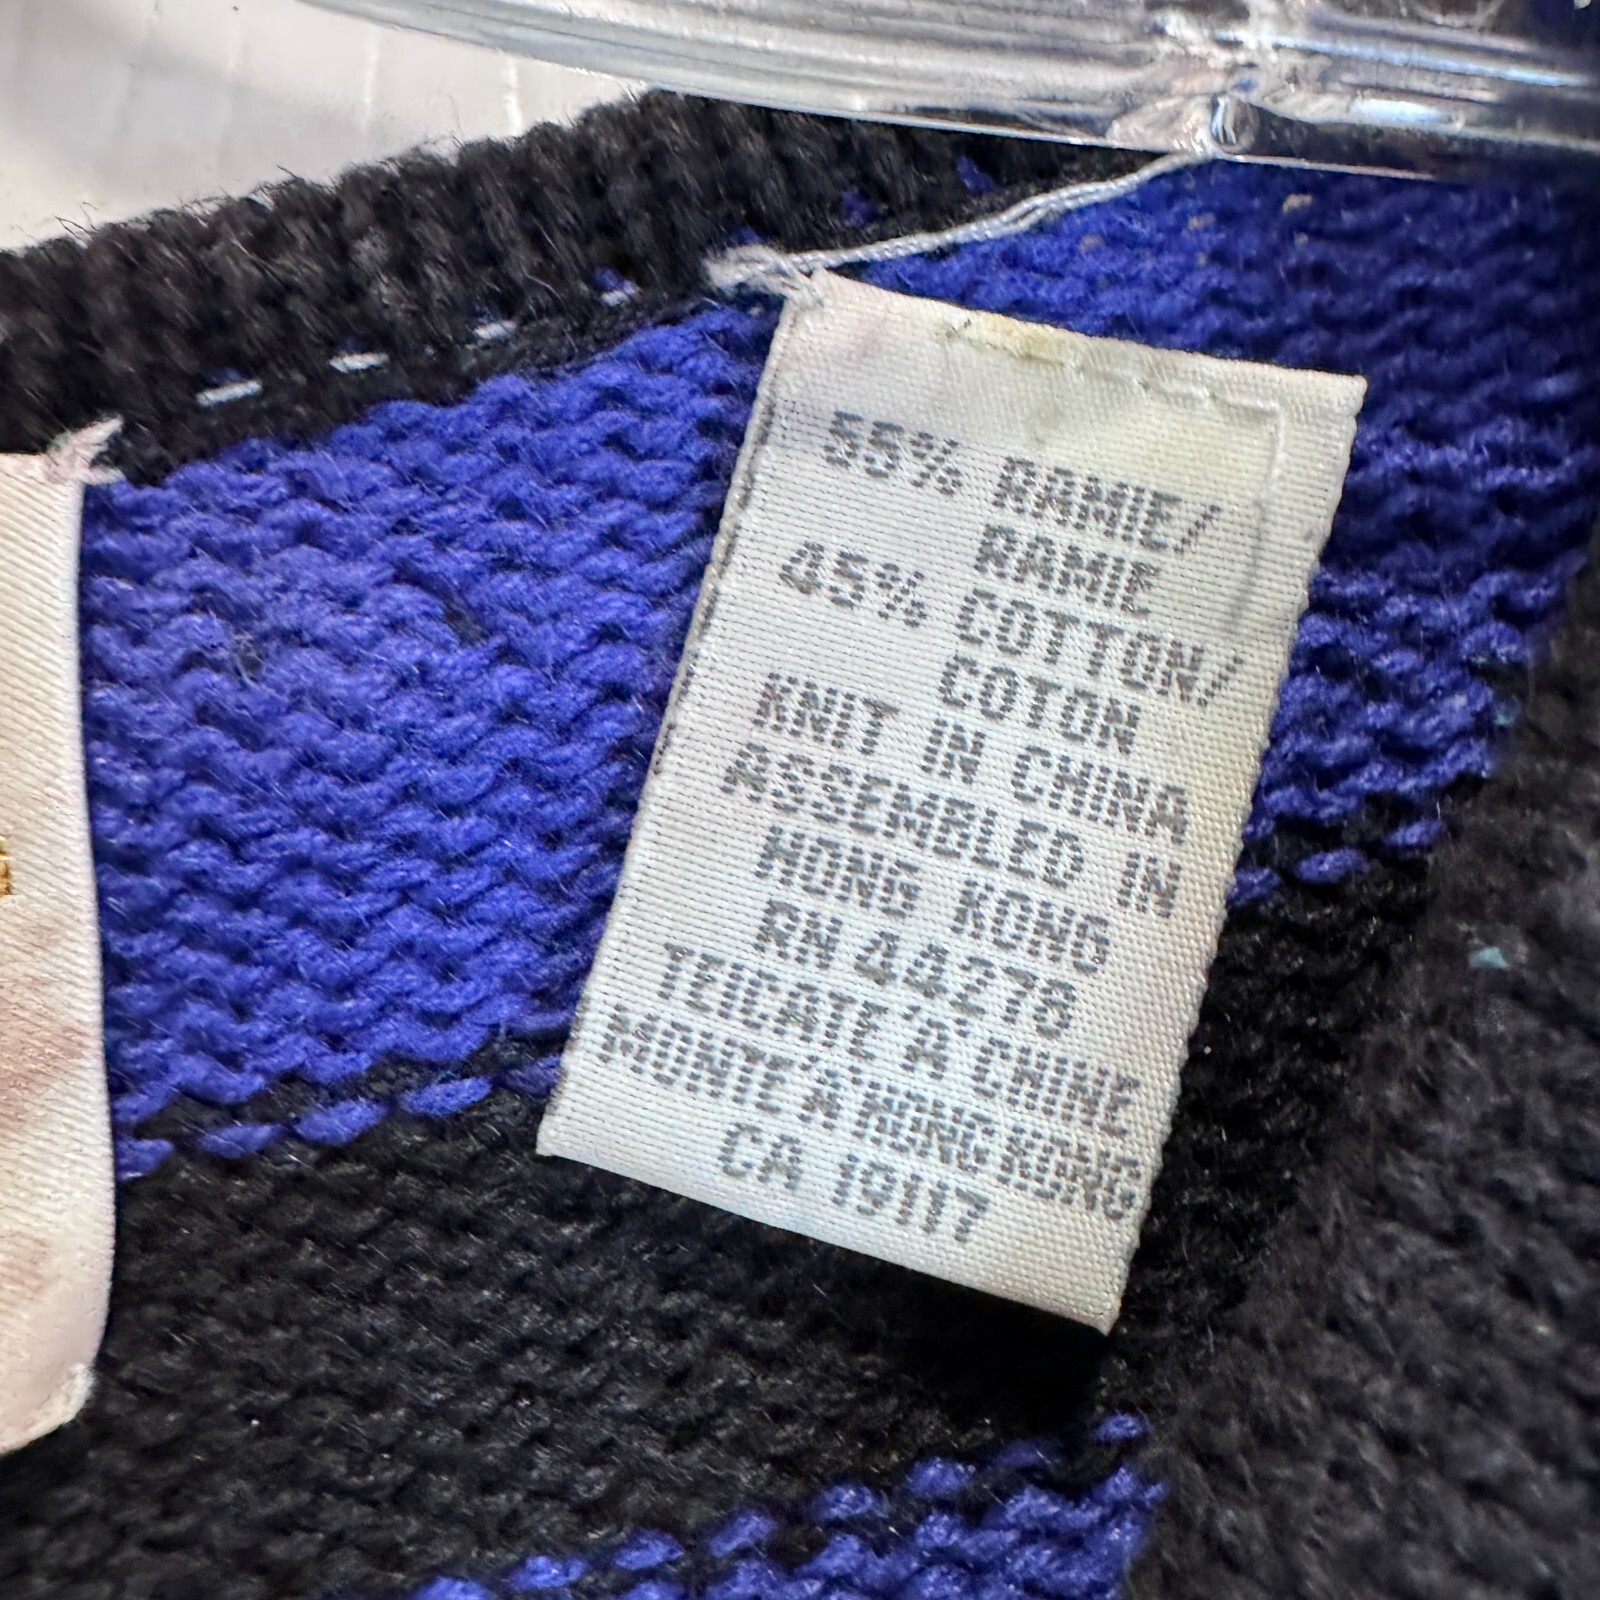 55% RAMIE/
RAMIE
45% COTTON/
COTON
KNIT IN CHINA
ASSEMBLED IN
HONG KONG
RN 44276
TEICATE'A'CHINE
MONTE'A'HONG KONG
CA 19117